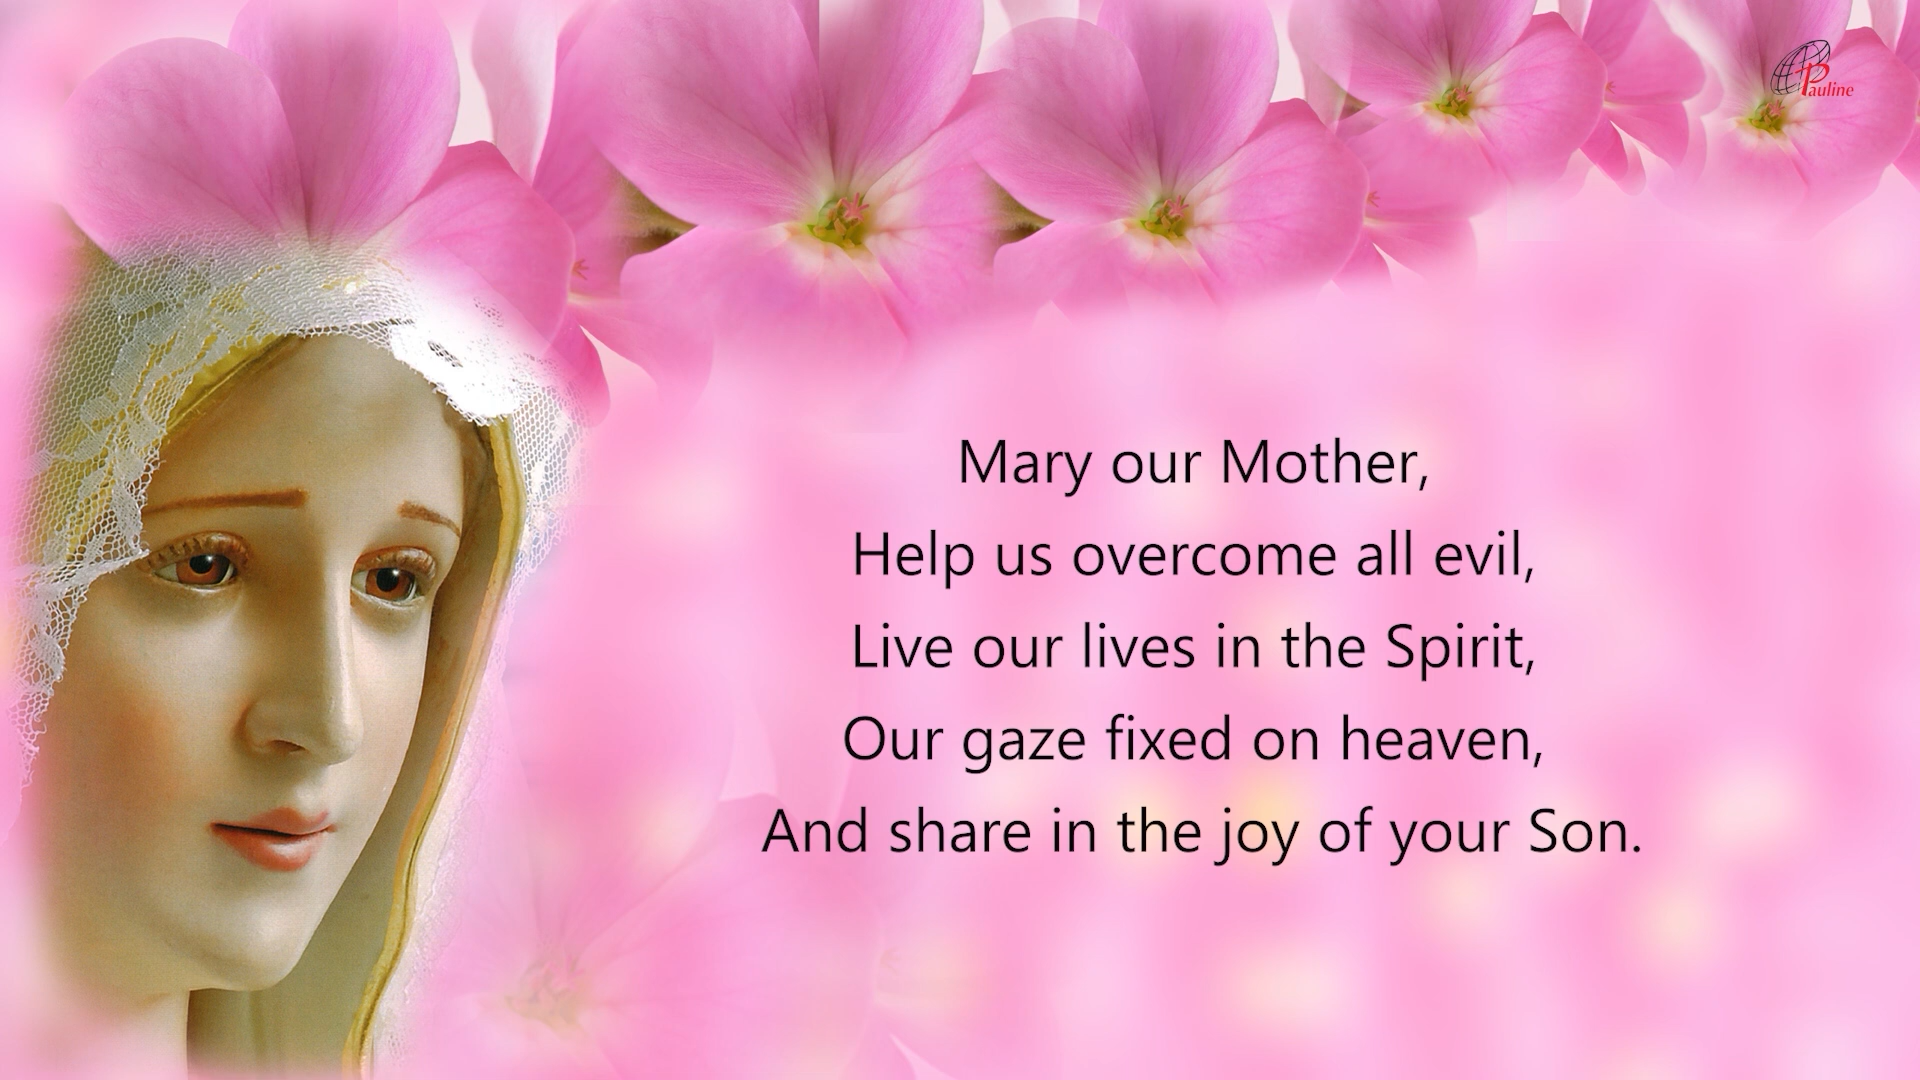 Pauline
Mary our Mother,
Help us overcome all evil,
Live our lives in the Spirit,
Our gaze fixed on heaven,
And share in the joy of your Son.